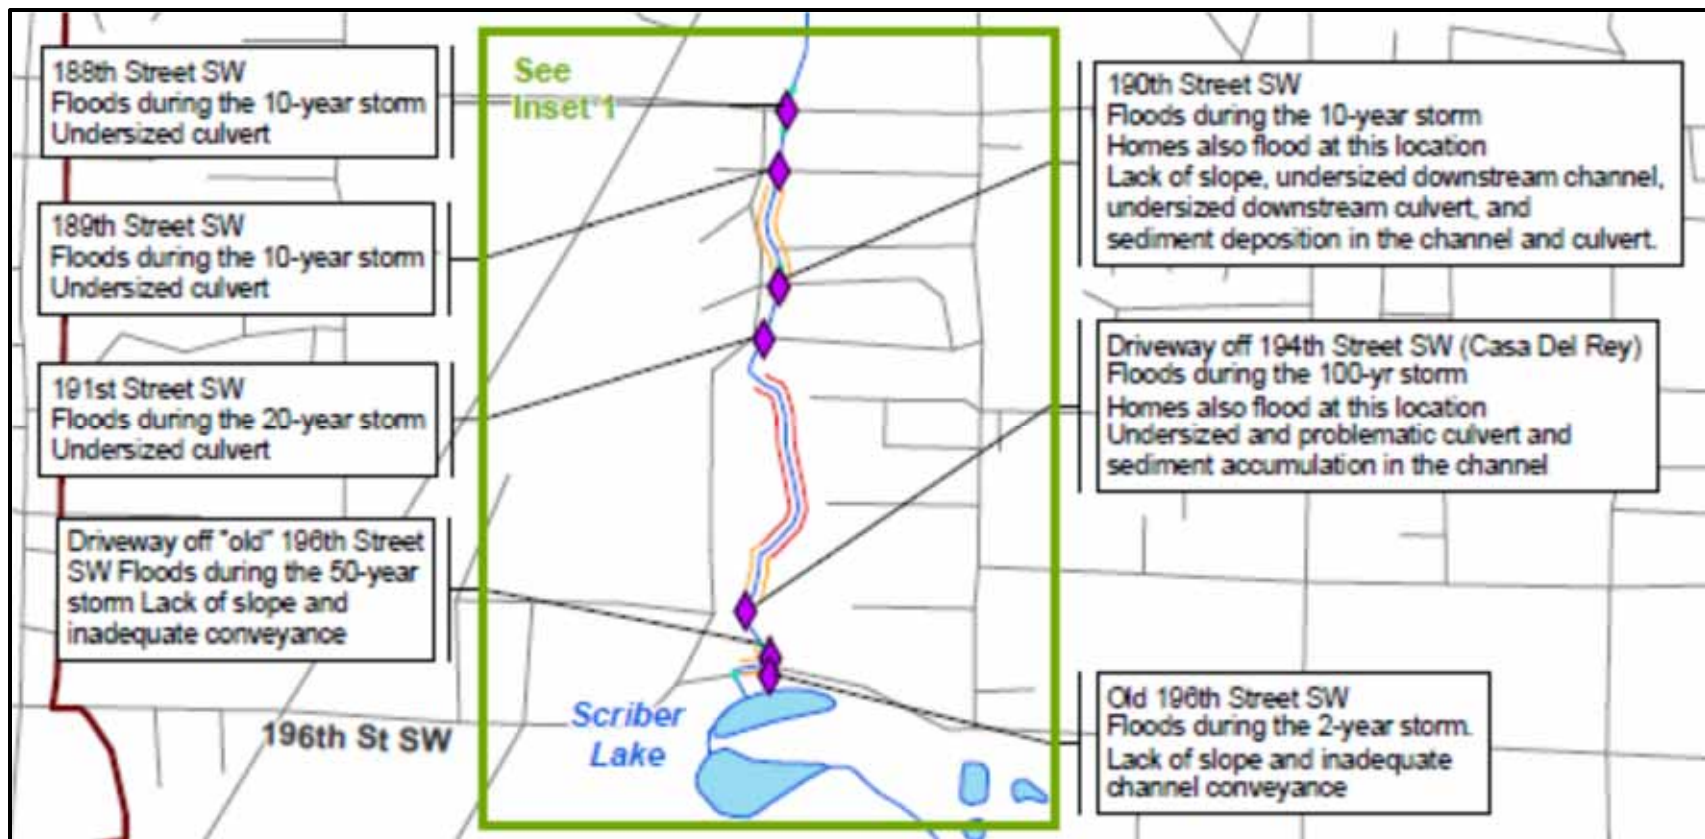 188th Street SW
Floods during the 10-year storm
Undersized culvert
See
Inset 1
190th Street SW
Floods during the 10-year storm
Homes also flood at this location
Lack of slope, undersized downstream channel,
undersized downstream culvert, and
sediment deposition in the channel and culvert.
189th Street SW
Floods during the 10-year storm
Undersized culvert
191st Street SW
Floods during the 20-year storm
Undersized culvert
Driveway off 194th Street SW (Casa Del Rey)
Floods during the 100-yr storm
Homes also flood at this location
Undersized and problematic culvert and
sediment accumulation in the channel
Driveway off "old" 196th Street
SW Floods during the 50-year
storm Lack of slope and
inadequate conveyance
196th St SW
Scriber
Lake
Old 196th Street SW
Floods during the 2-year storm.
Lack of slope and inadequate
channel conveyance